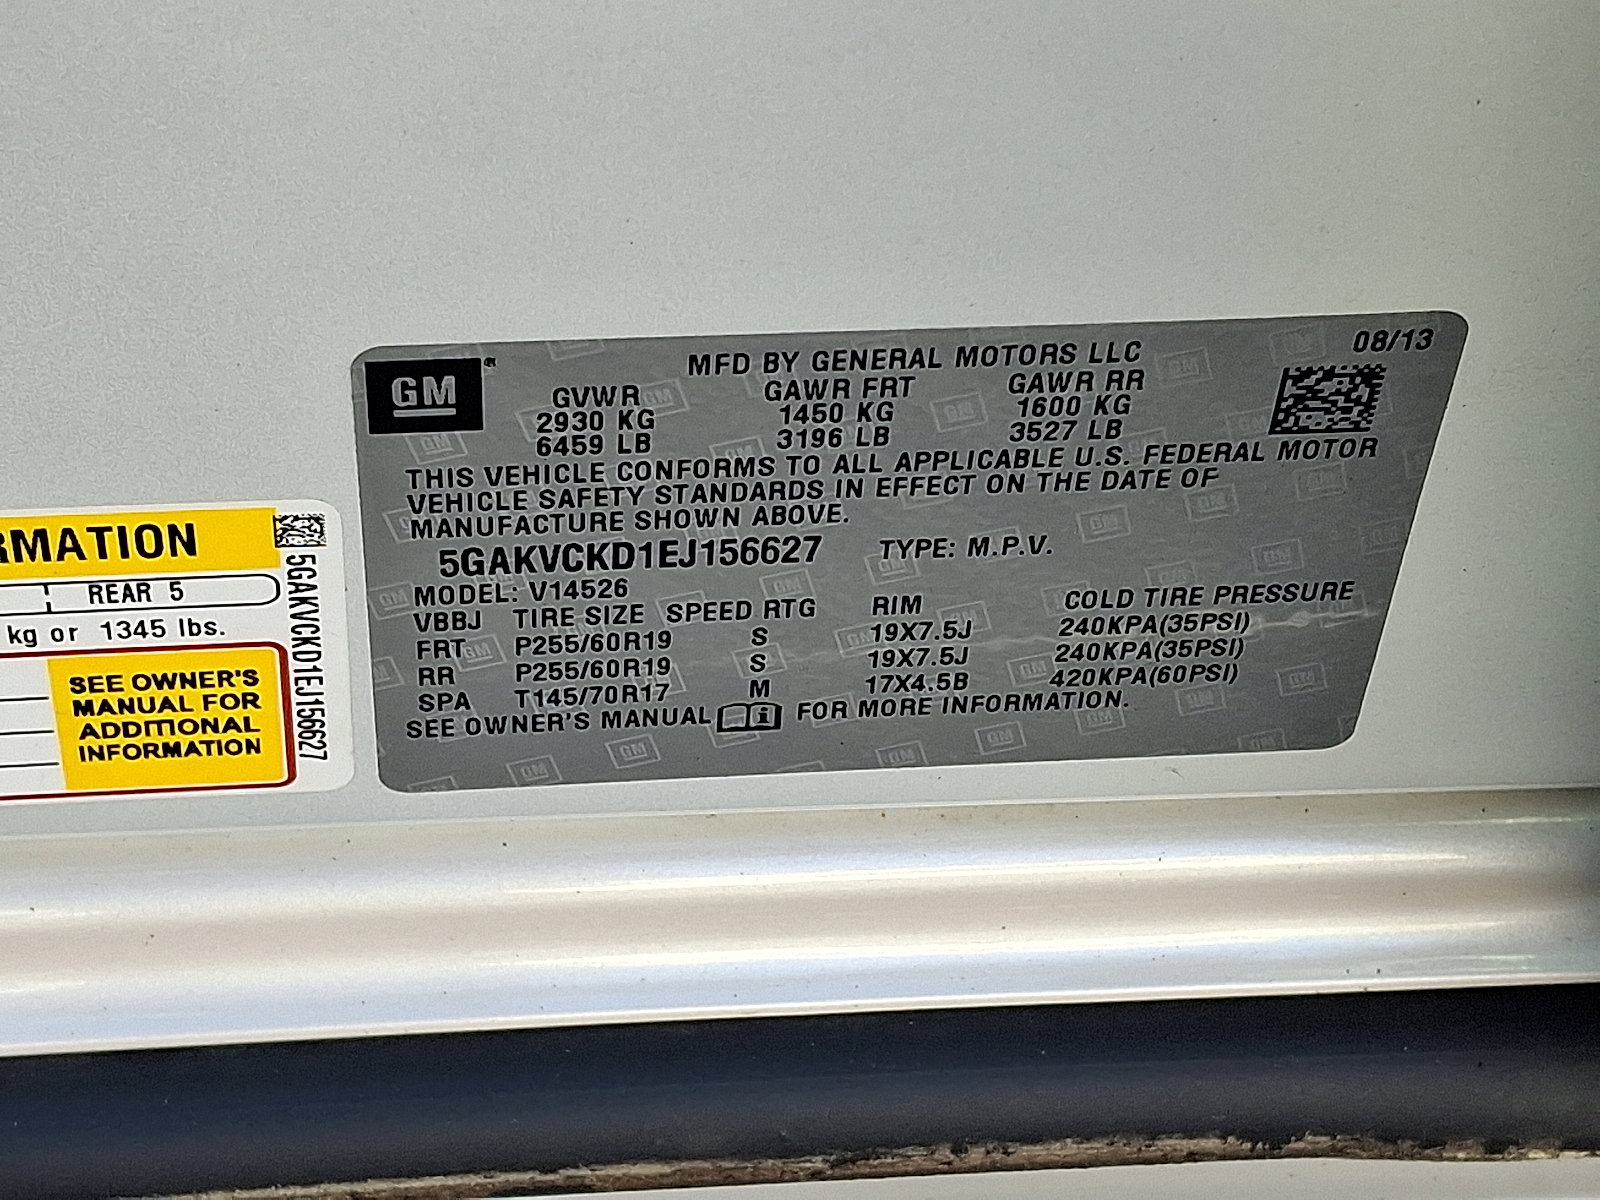 GM
MFD BY GENERAL MOTORS LLC 08/13
GVWR GAWR FRT GAWR RR
2930 KG 1450 KG 1600 KG
6459 LB 3196 LB 3527 LB
THIS VEHICLE CONFORMS TO ALL APPLICABLE U.S. FEDERAL MOTOR
VEHICLE SAFETY STANDARDS IN EFFECT ON THE DATE OF
MANUFACTURE SHOWN ABOVE.
5GAKVCKD1EJ156627 TYPE: M.P.V.
MODEL: V14526
VBBJ TIRE SIZE SPEED RTG RIM COLD TIRE PRESSURE
FRT P255/60R19 S 19X7.5J 240KPA(35PSI)
RR P255/60R19 S 19X7.5J 240KPA(35PSI)
SPA T145/70R17 M 17X4.5B 420KPA(60PSI)
SEE OWNER'S MANUAL FOR MORE INFORMATION.
RMATION
REAR 5
kg or 1345 lbs.
SEE OWNER'S
MANUAL FOR
ADDITIONAL
INFORMATION
5GAKVCKD1EJ156627